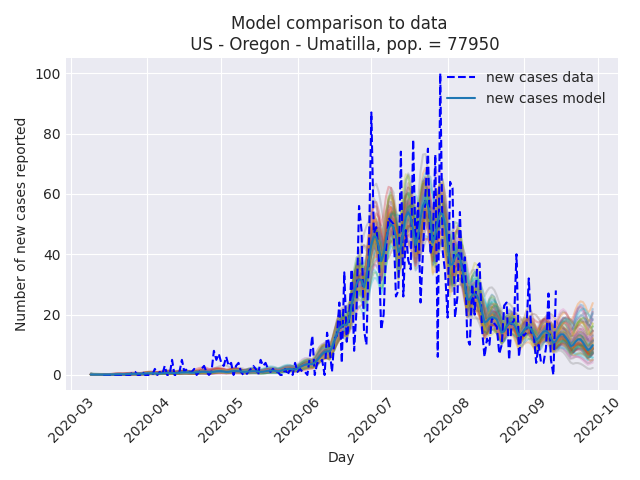 Model comparison to data
US - Oregon - Umatilla, pop. = 77950
new cases data
new cases model
Number of new cases reported
100
80
60
40
20
0
2020-03
2020-04
2020-05
2020-06
2020-07
2020-08
2020-09
2020-10
Day